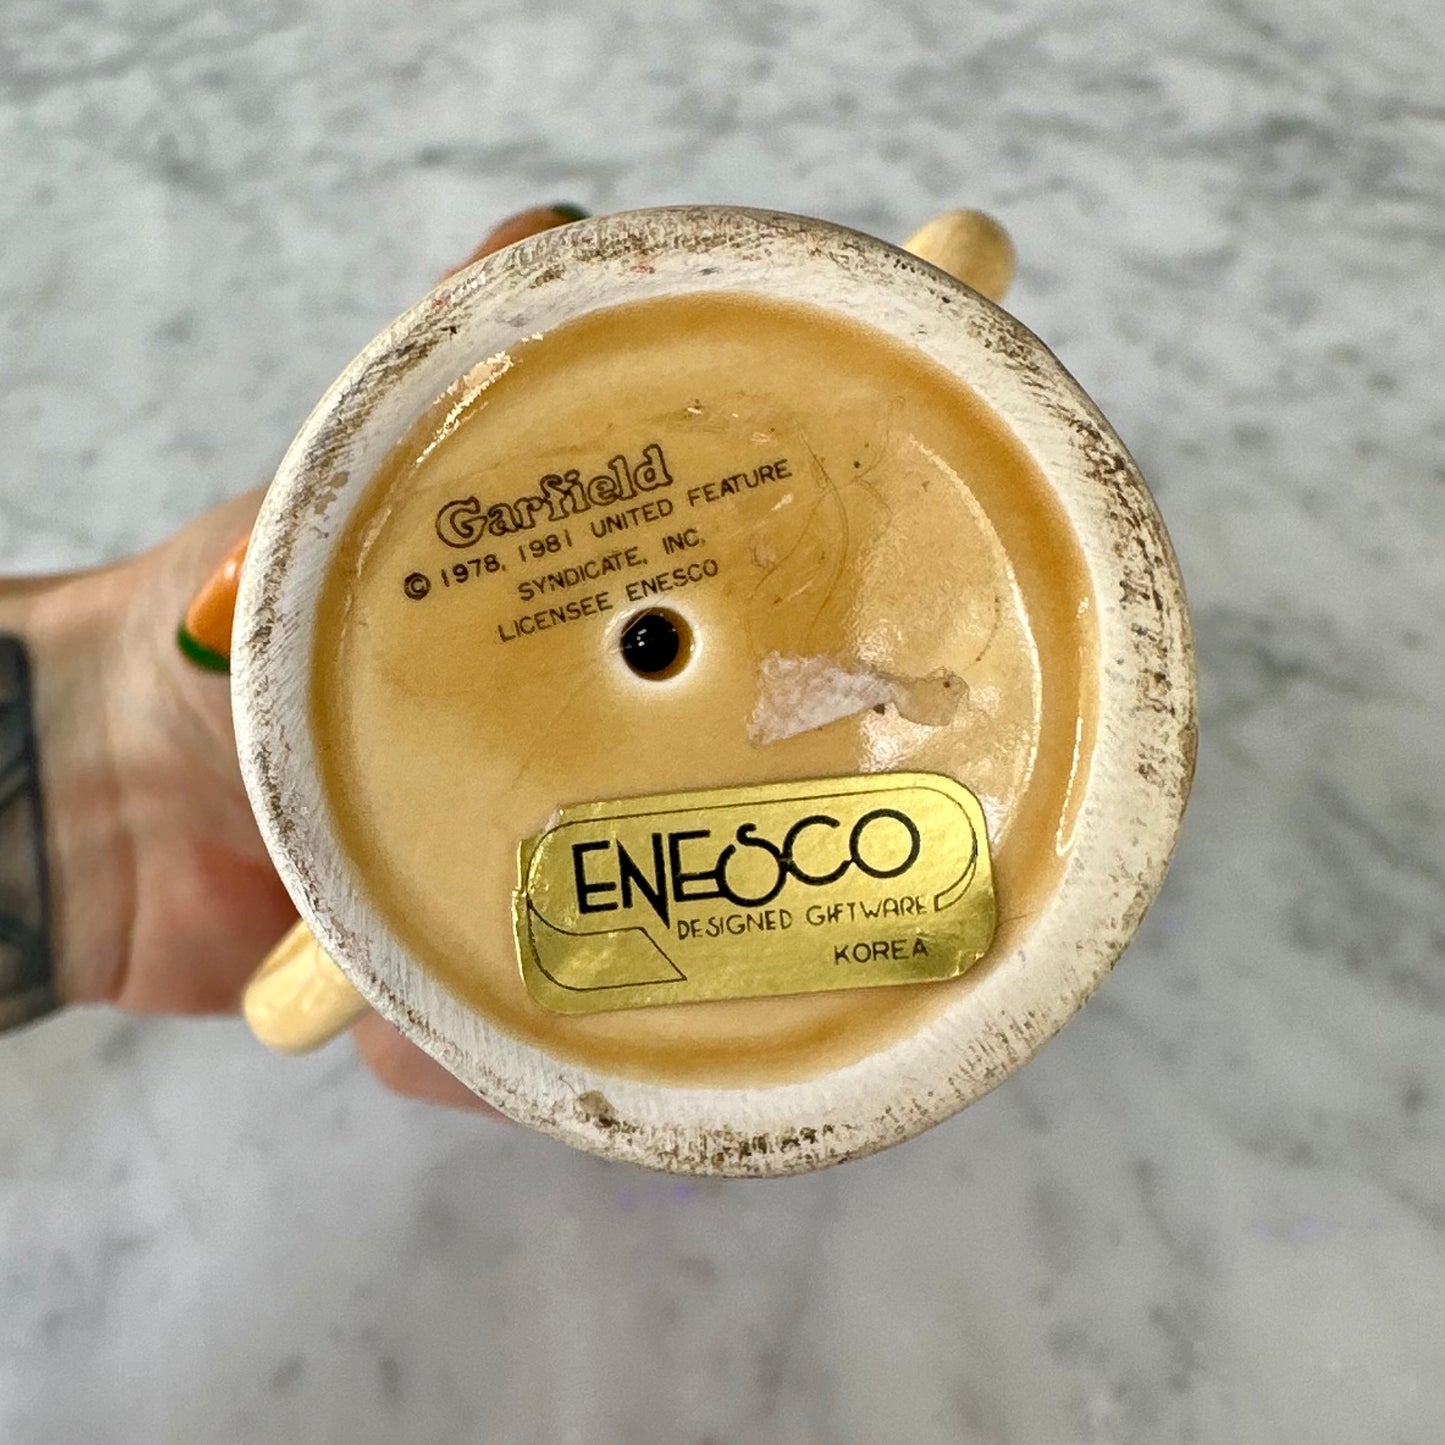 Garfield
© 1978, 1981 UNITED FEATURE
SYNDICATE, INC.
LICENSEE ENESCO
ENESCO
DESIGNED GIFTWARE
KOREA